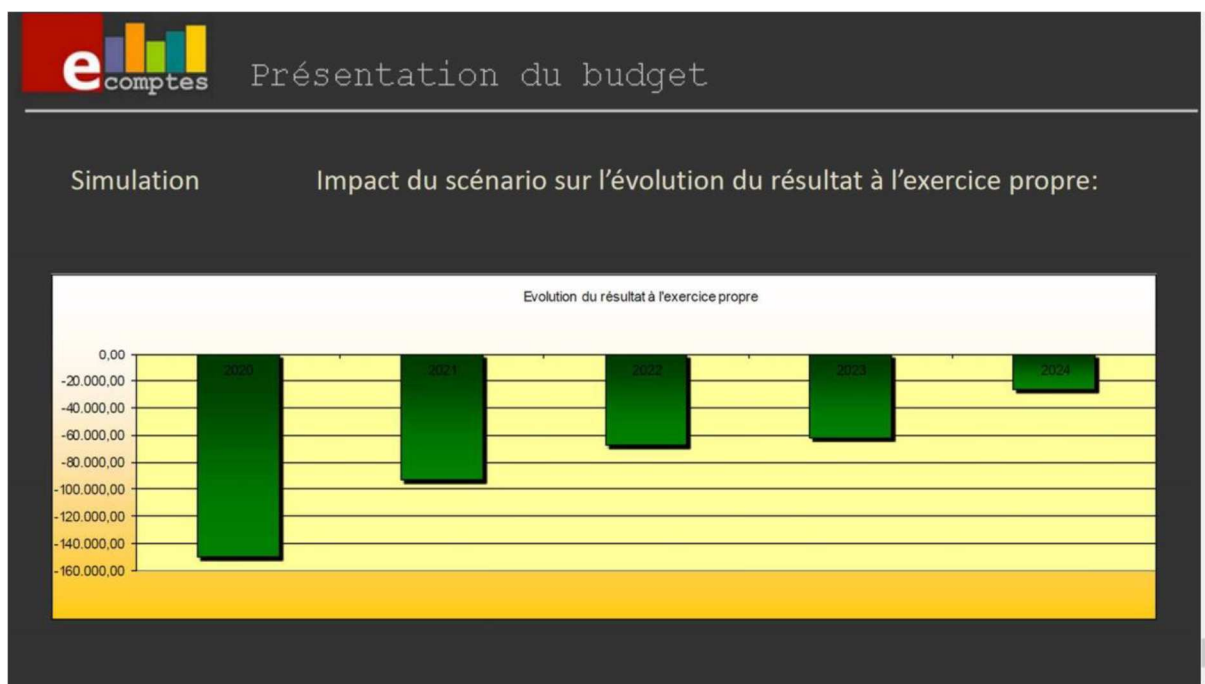 e comptes
Présentation du budget
Simulation
Impact du scénario sur l'évolution du résultat à l'exercice propre:
Evolution du résultat à l'exercice propre
0,00
-20.000,00
-40.000,00
-60.000,00
-80.000,00
-100.000,00
-120.000,00
-140.000,00
-160.000,00
2020 2021 2022 2023 2024